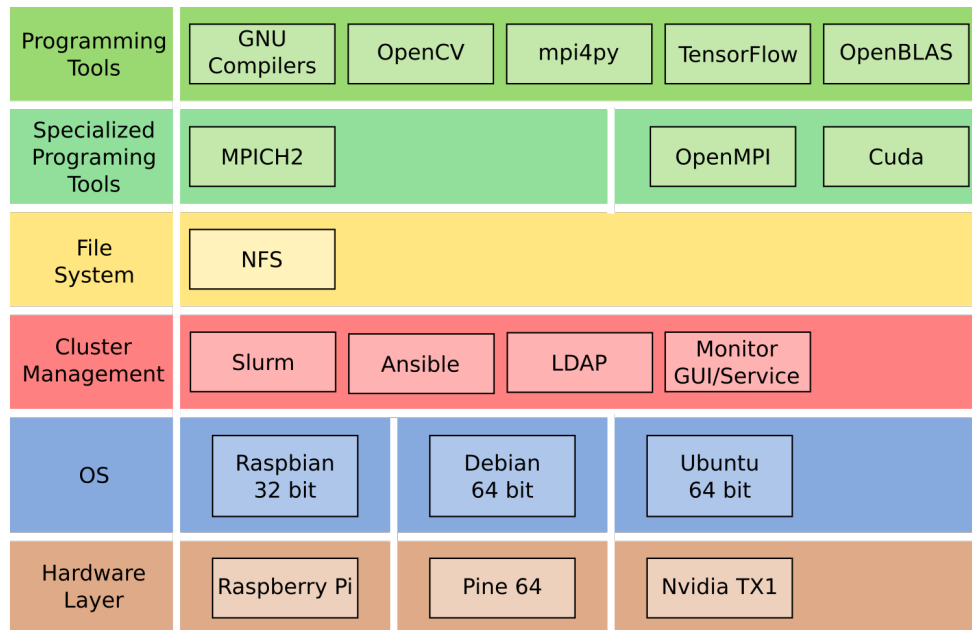 Programming
Tools
GNU
Compilers
OpenCV
mpi4py
TensorFlow
OpenBLAS
Specialized
Programing
Tools
MPICH2
OpenMPI
Cuda
File
System
NFS
Cluster
Management
Slurm
Ansible
LDAP
Monitor
GUI/Service
OS
Raspbian
32 bit
Debian
64 bit
Ubuntu
64 bit
Hardware
Layer
Raspberry Pi
Pine 64
Nvidia TX1